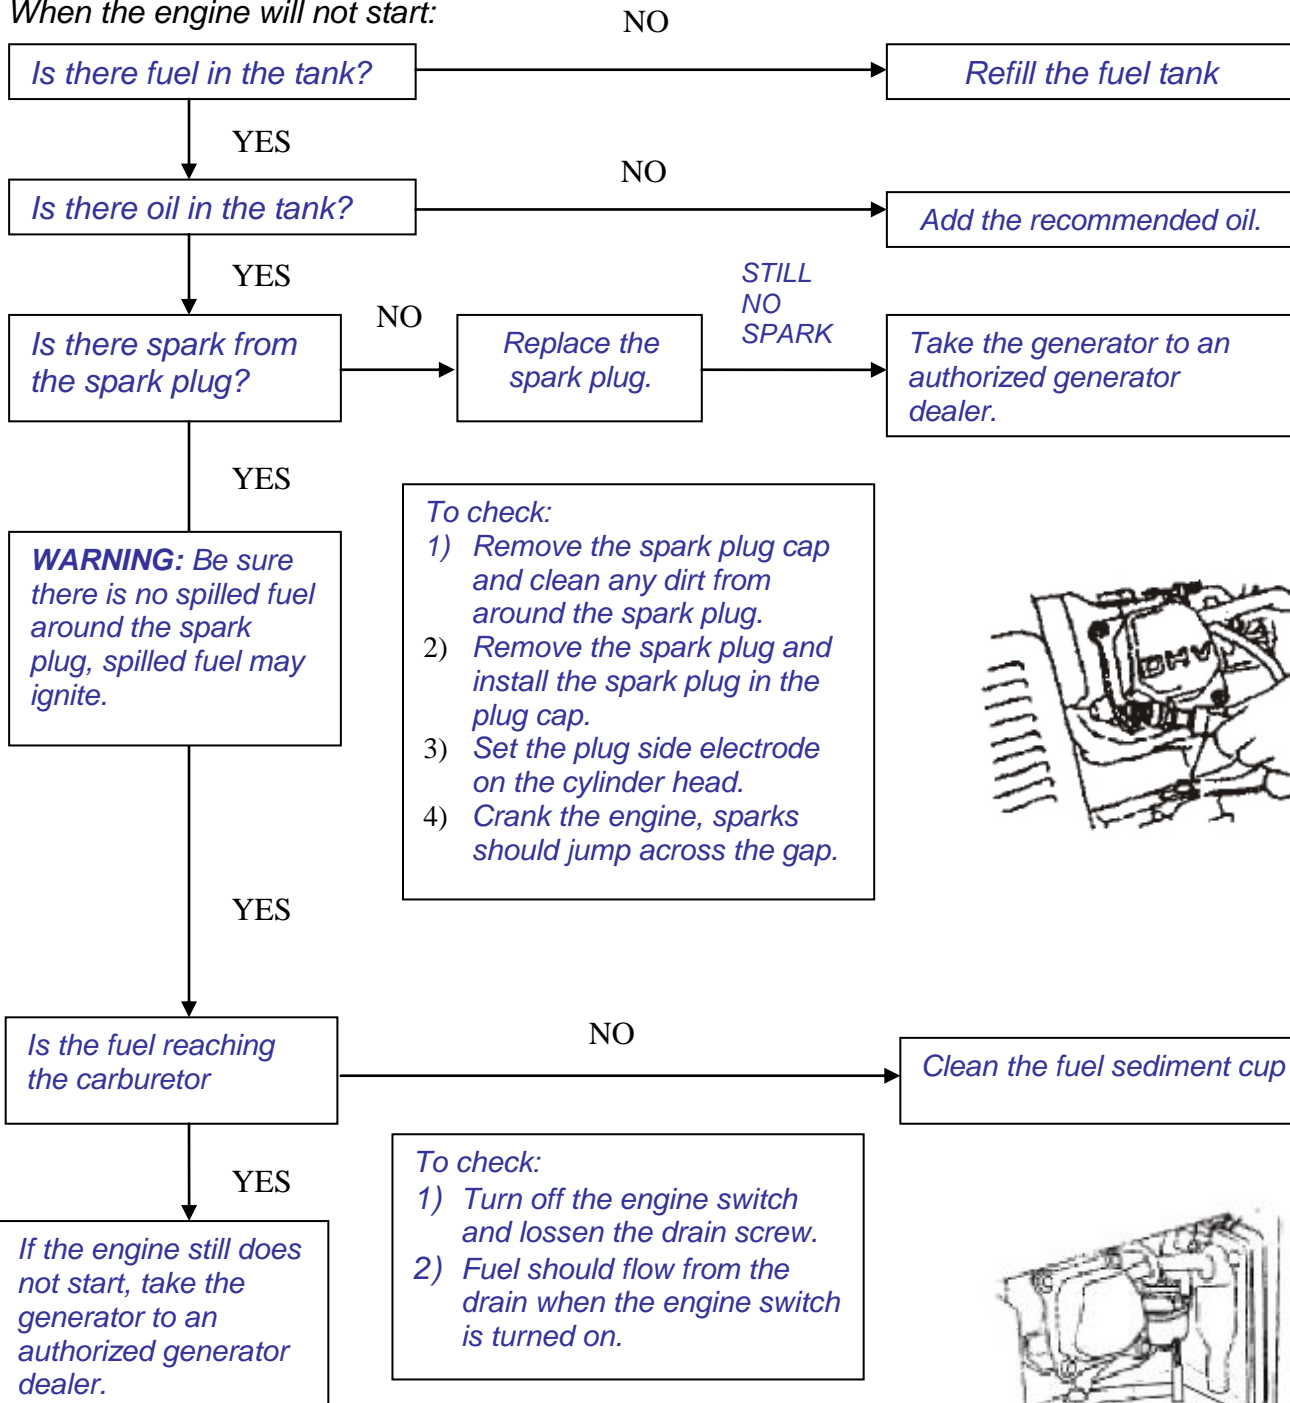 When the engine will not start:
NO
Is there fuel in the tank?
Refill the fuel tank
YES
NO
Is there oil in the tank?
Add the recommended oil.
YES
NO
STILL
NO
SPARK
Is there spark from
the spark plug?
Replace the
spark plug.
Take the generator to an
authorized generator
dealer.
YES
WARNING: Be sure
there is no spilled fuel
around the spark
plug, spilled fuel may
ignite.
To check:
1) Remove the spark plug cap
and clean any dirt from
around the spark plug.
2) Remove the spark plug and
install the spark plug in the
plug cap.
3) Set the plug side electrode
on the cylinder head.
4) Crank the engine, sparks
should jump across the gap.
OHV
YES
Is the fuel reaching
the carburetor
NO
Clean the fuel sediment cup
YES
To check:
1) Turn off the engine switch
and lossen the drain screw.
2) Fuel should flow from the
drain when the engine switch
is turned on.
If the engine still does
not start, take the
generator to an
authorized generator
dealer.